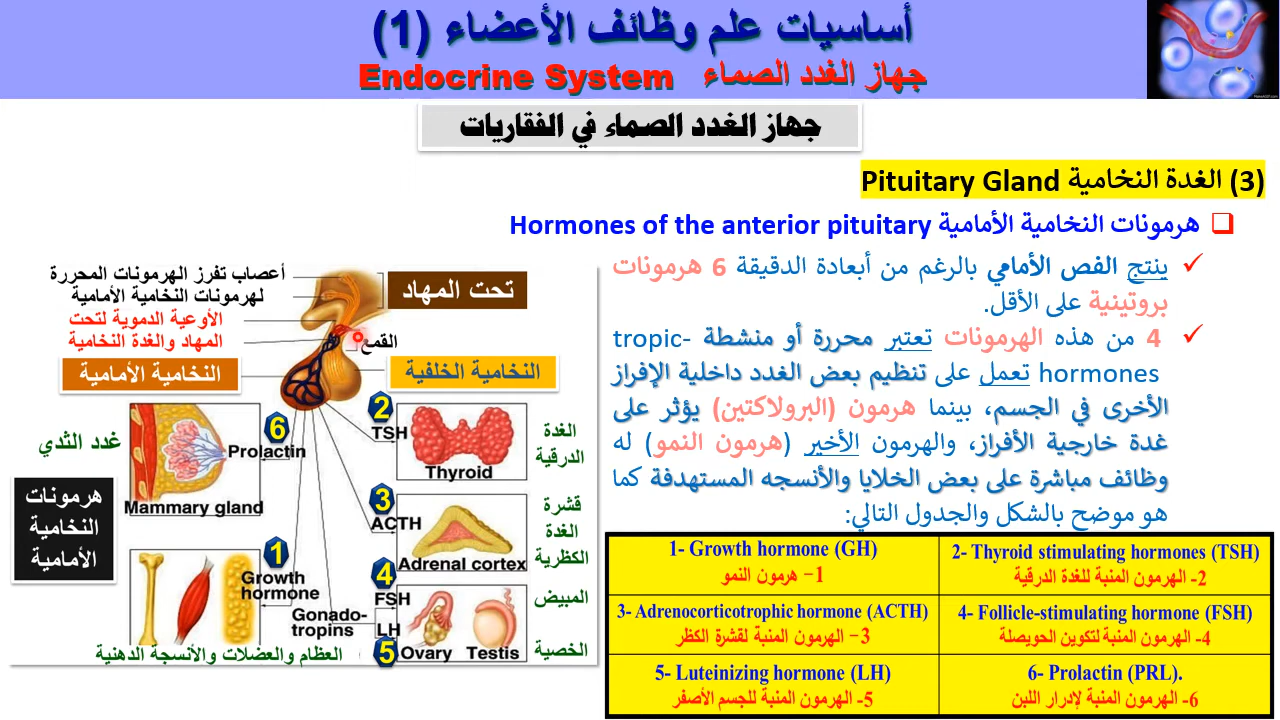 أساسيات علم وظائف الأعضاء (1)
جهاز الغدد الصماء Endocrine System
جهاز الغدد الصماء في الفقاريات
(3) الغدة النخامية Pituitary Gland
هرمونات النخامية الأمامية Hormones of the anterior pituitary
ينتج الفص الأمامي بالرغم من أبعادة الدقيقة 6 هرمونات
بروتينية على الأقل.
4 من هذه الهرمونات تعتبر محررة أو منشطة tropic-
hormones تعمل على تنظيم بعض الغدد داخلية الإفراز
الأخرى في الجسم، بينما هرمون (البرولاكتين) يؤثر على
غدة خارجية الأفراز، والهرمون الأخير (هرمون النمو) له
وظائف مباشرة على بعض الخلايا والأنسجه المستهدفة كما
هو موضح بالشكل والجدول التالي:
1- Growth hormone (GH)
1- هرمون النمو
2- Thyroid stimulating hormones (TSH)
2- الهرمون المنبة للغدة الدرقية
3- Adrenocorticotrophic hormone (ACTH)
3- الهرمون المنبة لقشرة الكظر
4- Follicle-stimulating hormone (FSH)
4- الهرمون المنبة لتكوين الحويصلة
5- Luteinizing hormone (LH)
5- الهرمون المنبة للجسم الأصفر
6- Prolactin (PRL).
6- الهرمون المنبة لإدرار اللبن
أعصاب تفرز الهرمونات المحررة
لهرمونات النخامية الأمامية
الأوعية الدموية لتحت
المهاد والغدة النخامية
تحت المهاد
القمع
النخامية الأمامية
النخامية الخلفية
هرمونات
النخامية
الأمامية
6
Prolactin
غدد الثدي
Mammary gland
2
TSH
Thyroid
الغدة
الدرقية
3
ACTH
Adrenal cortex
قشرة
الغدة
الكظرية
1
Growth
hormone
العظام والعضلات والأنسجة الدهنية
Gonado-
tropins
4
FSH
LH
5
Ovary
Testis
المبيض
الخصية